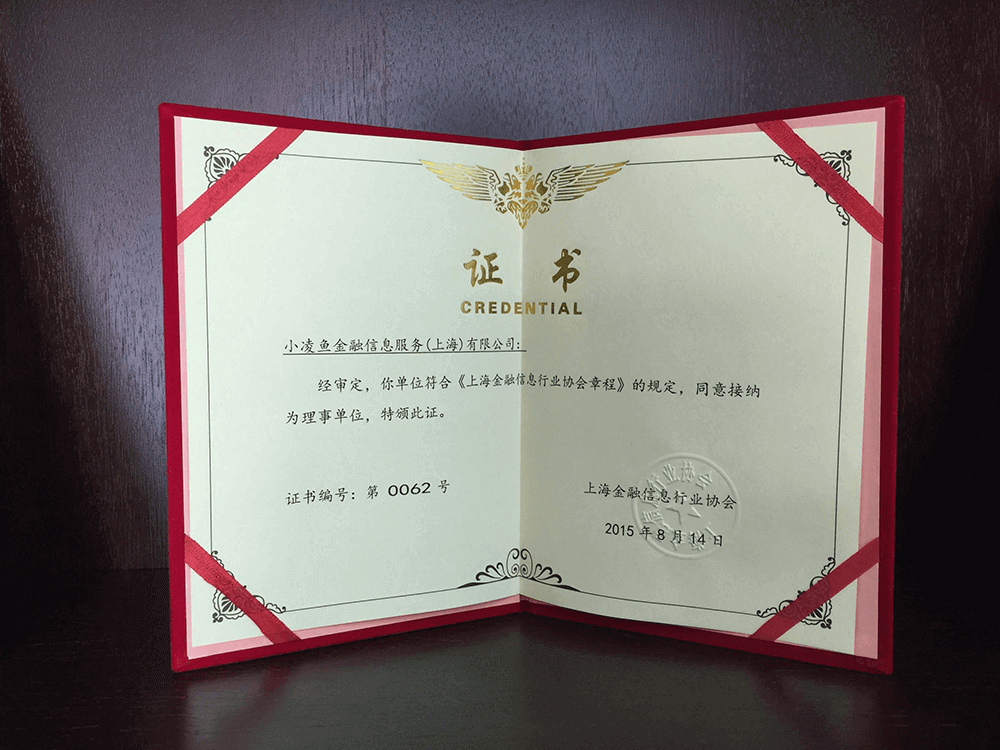 证书
CREDENTIAL
小凌鱼金融信息服务(上海)有限公司:
经审定，你单位符合《上海金融信息行业协会章程》的规定，同意接纳
为理事单位，特颁此证。
证书编号：第 0062 号
上海金融信息行业协会
2015 年 8 月 14 日